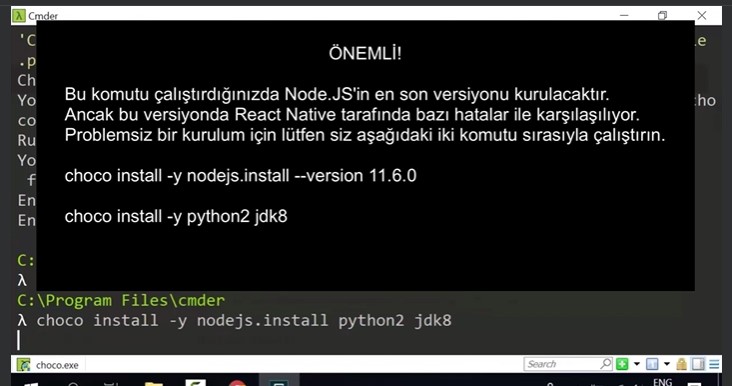 Cmder
'C
e
.p
Ch
Yo
cho
co
Ru
Yo
f
En
En
ÖNEMLİ!
Bu komutu çalıştırdığınızda Node.JS'in en son versiyonu kurulacaktır.
Ancak bu versiyonda React Native tarafında bazı hatalar ile karşılaşılıyor.
Problemsiz bir kurulum için lütfen siz aşağıdaki iki komutu sırasıyla çalıştırın.
choco install -y nodejs.install --version 11.6.0
choco install -y python2 jdk8
C:
λ
C:\Program Files\cmder
λ choco install -y nodejs.install python2 jdk8
choco.exe
Search
ENG